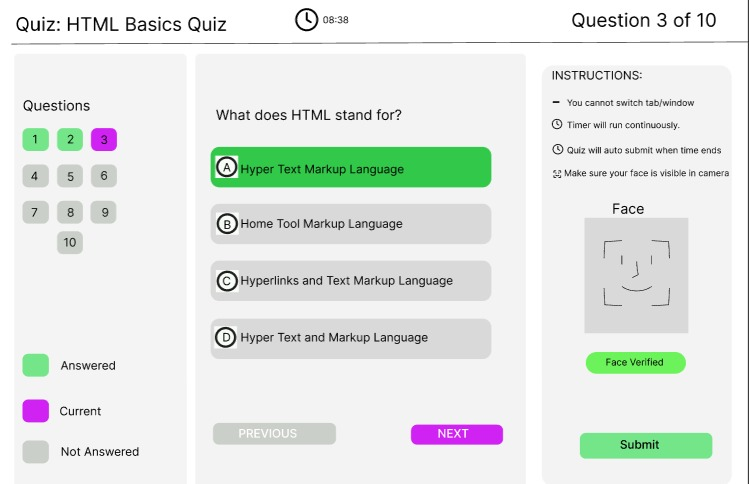 Quiz: HTML Basics Quiz
08:38
Question 3 of 10
Questions
1 2 3
4 5 6
7 8 9
10
Answered
Current
Not Answered
What does HTML stand for?
A Hyper Text Markup Language
B Home Tool Markup Language
C Hyperlinks and Text Markup Language
D Hyper Text and Markup Language
PREVIOUS
NEXT
INSTRUCTIONS:
You cannot switch tab/window
Timer will run continuously.
Quiz will auto submit when time ends
Make sure your face is visible in camera
Face
Face Verified
Submit